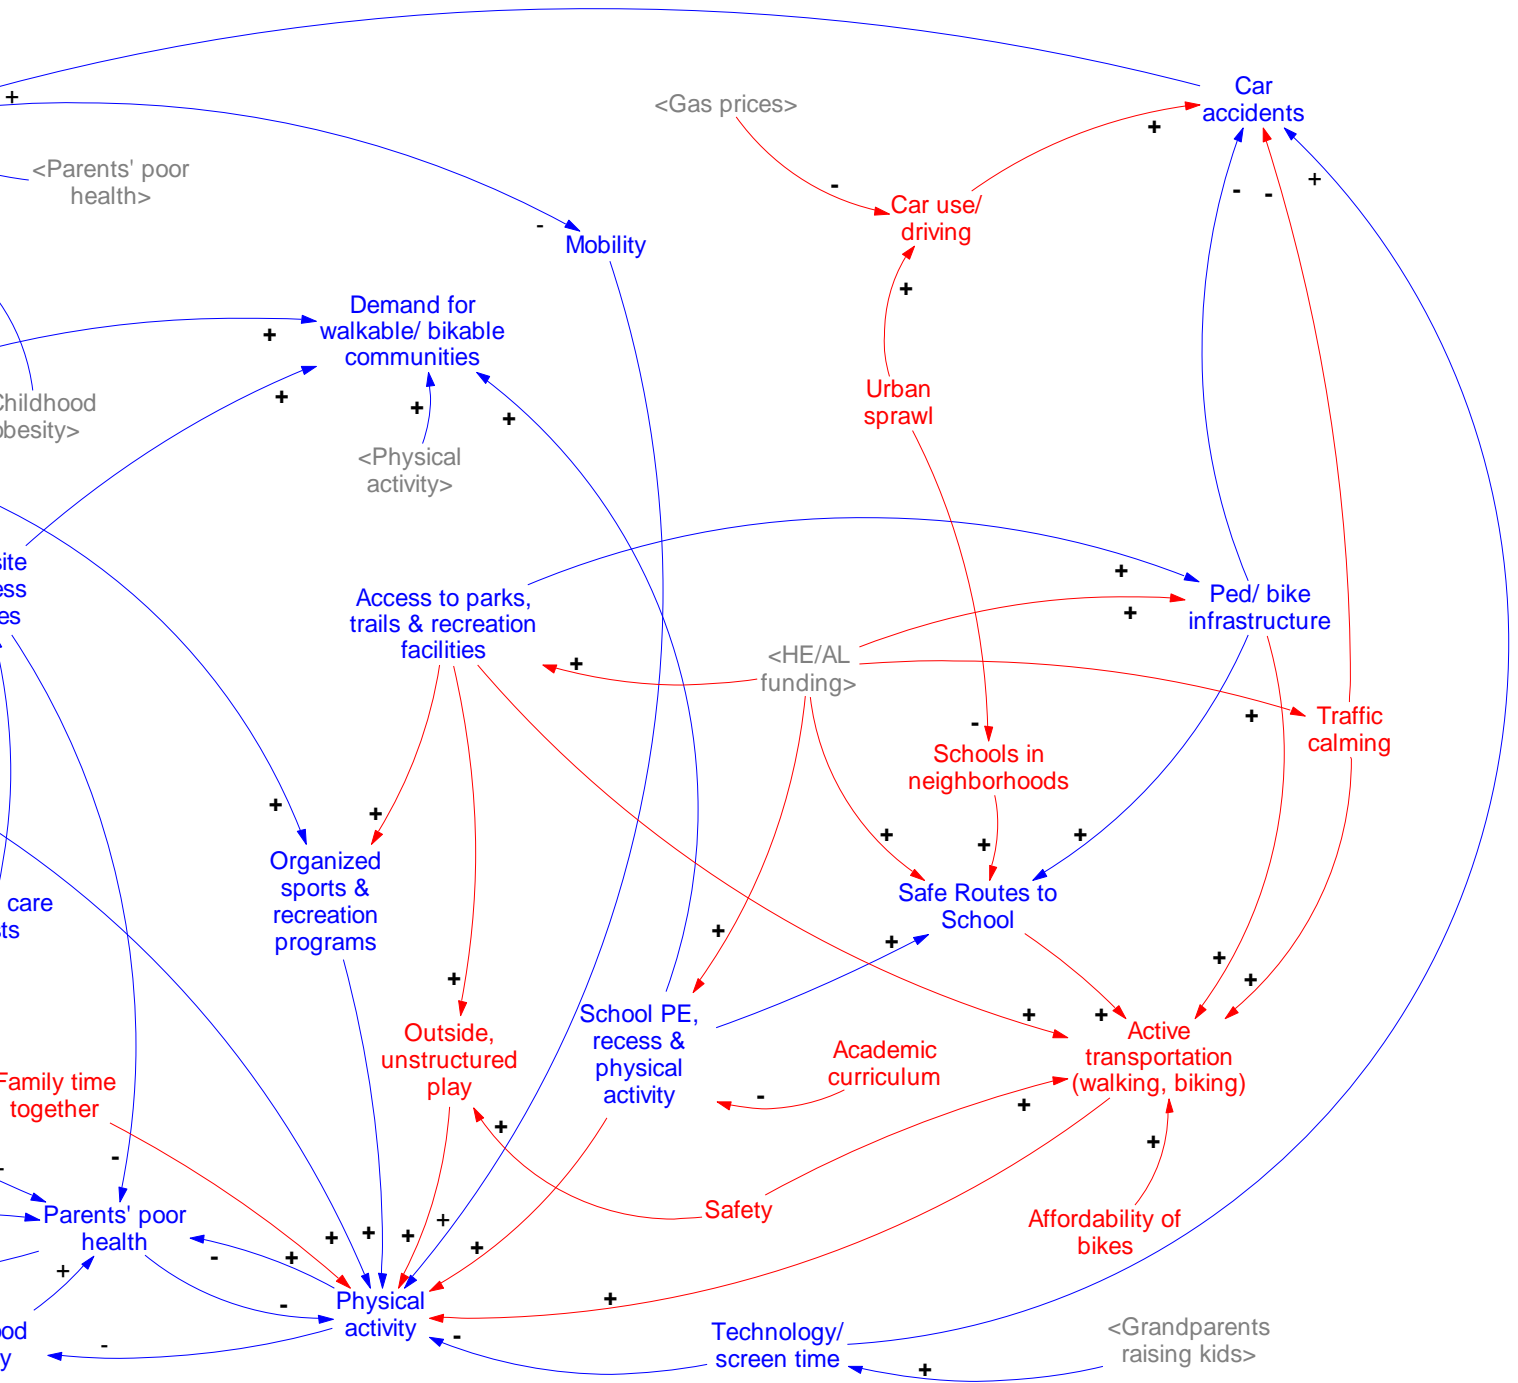 Car
accidents
<Gas prices>
<Parents' poor
health>
Car use/
driving
Mobility
Demand for
walkable/ bikable
communities
Urban
sprawl
Childhood
obesity>
<Physical
activity>
Access to parks,
trails & recreation
facilities
Ped/ bike
infrastructure
<HE/AL
funding>
Traffic
calming
Schools in
neighborhoods
Organized
sports &
recreation
programs
care
Safe Routes to
School
School PE,
recess &
physical
activity
Outside,
unstructured
play
Academic
curriculum
Active
transportation
(walking, biking)
Family time
together
Safety
Affordability of
bikes
Parents' poor
health
Physical
activity
Technology/
screen time
<Grandparents
raising kids>